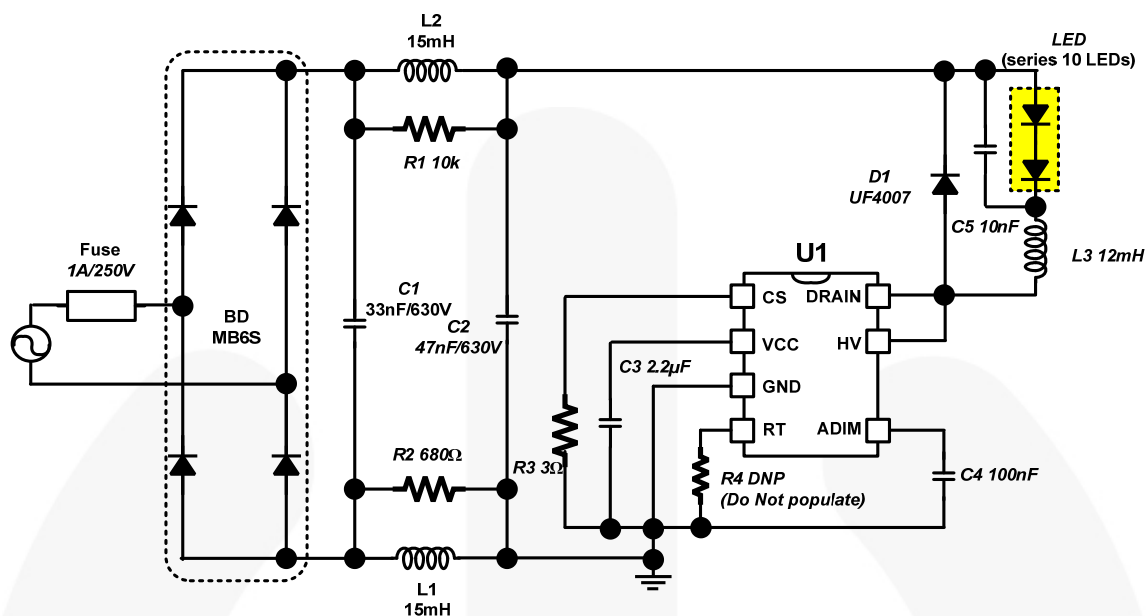 L2
15mH
LED
(series 10 LEDs)
R1 10k
D1
UF4007
C5 10nF
L3 12mH
Fuse
1A/250V
BD
MB6S
C1
33nF/630V
C2
47nF/630V
U1
CS
DRAIN
VCC
HV
GND
RT
ADIM
C3 2.2µF
R2 680Ω
R3 3Ω
R4 DNP
(Do Not populate)
C4 100nF
L1
15mH